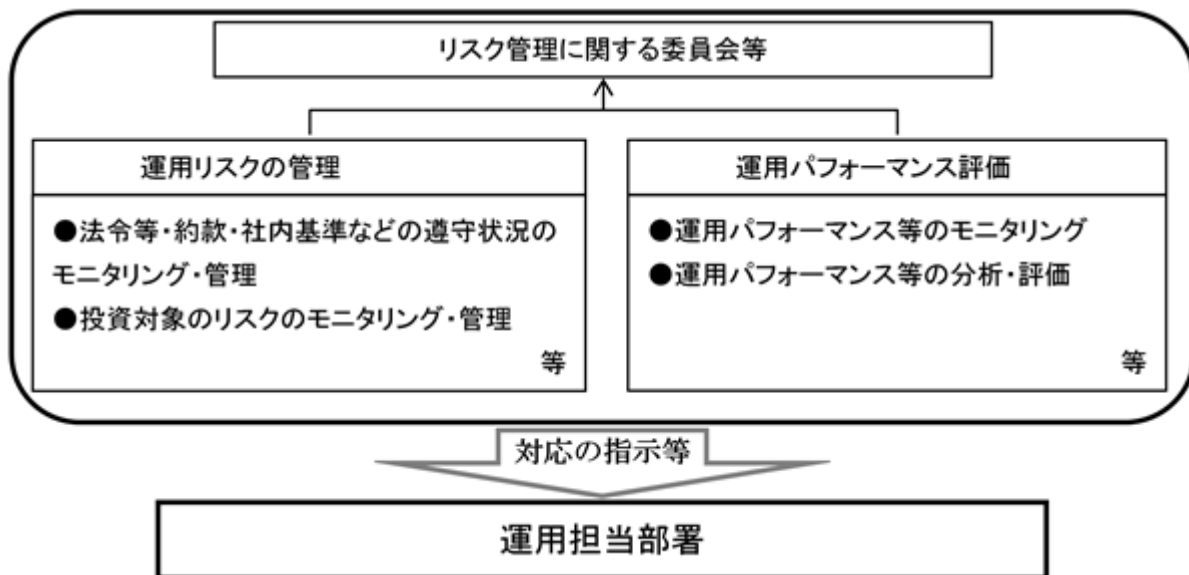 リスク管理に関する委員会等
運用リスクの管理
●法令等・約款・社内基準などの遵守状況の
モニタリング・管理
●投資対象のリスクのモニタリング・管理
等
運用パフォーマンス評価
●運用パフォーマンス等のモニタリング
●運用パフォーマンス等の分析・評価
等
対応の指示等
運用担当部署